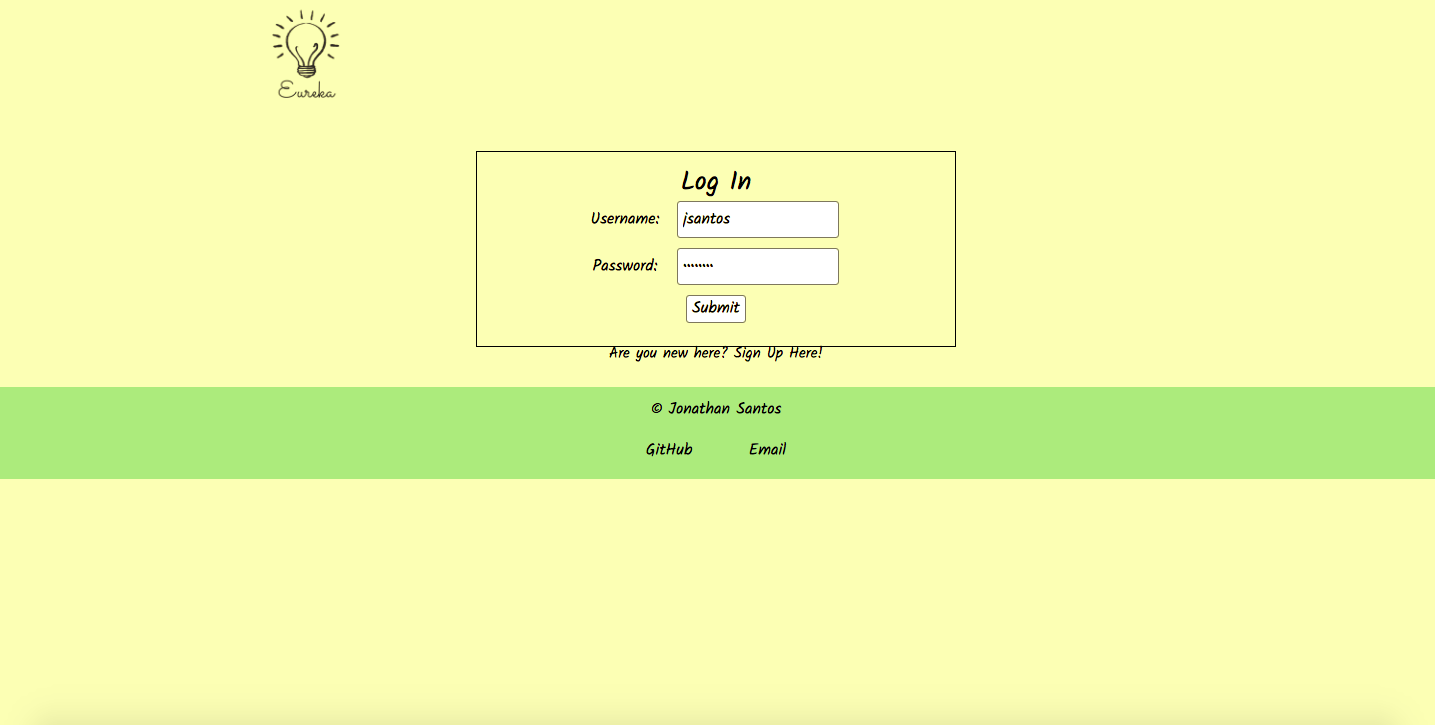 Eureka
Log In
Username: jsantos
Password: ········
Submit
Are you new here? Sign Up Here!
© Jonathan Santos
GitHub Email